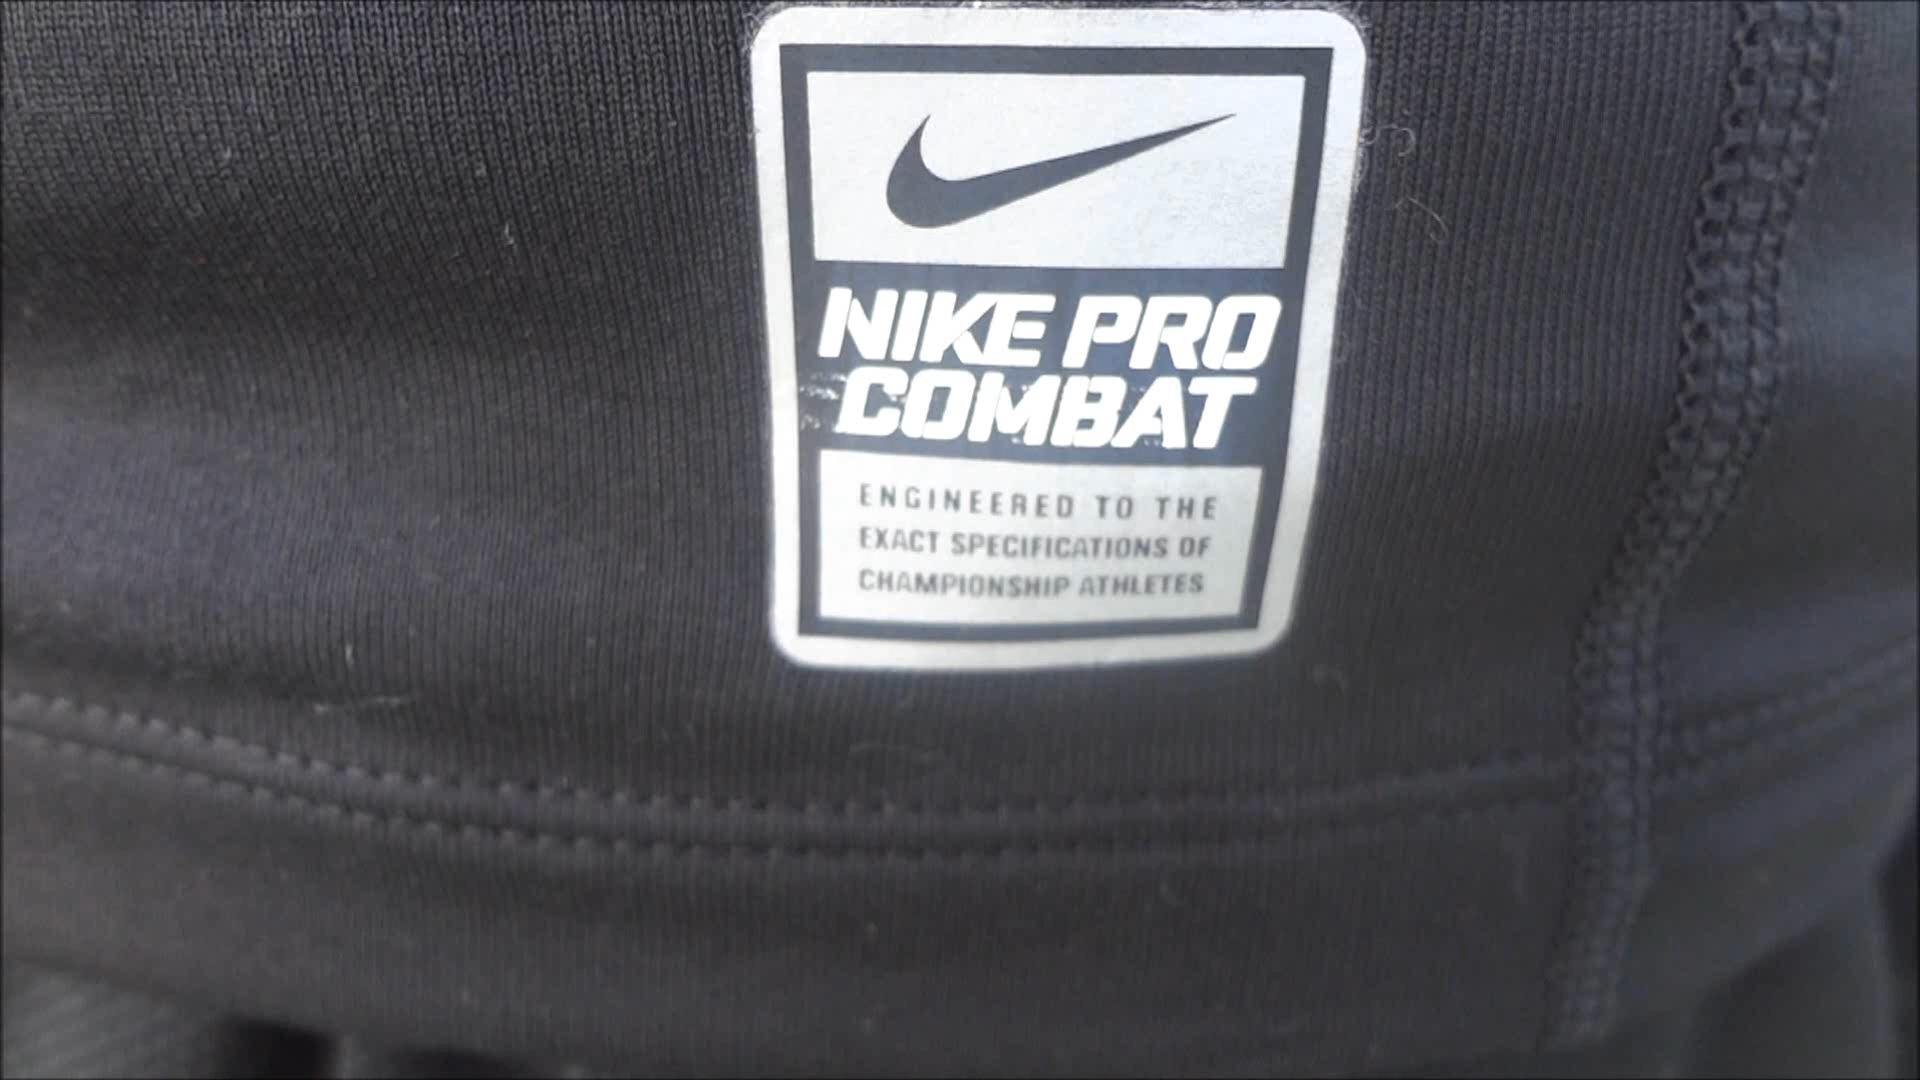 NIKE PRO
COMBAT
ENGINEERED TO THE
EXACT SPECIFICATIONS OF
CHAMPIONSHIP ATHLETES